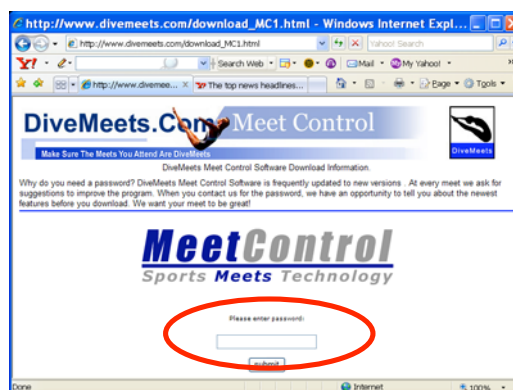 http://www.divemeets.com/download_MC1.html - Windows Internet Expl...
http://www.divemeets.com/download_MC1.html
Yahoo! Search
Y! Search Web Mail My Yahoo!
http://www.diveme... The top news headlines... Page Tools
DiveMeets.Com Meet Control
Make Sure The Meets You Attend Are DiveMeets
DiveMeets
DiveMeets Meet Control Software Download Information.
Why do you need a password? DiveMeets Meet Control Software is frequently updated to new versions . At every meet we ask for
suggestions to improve the program. When you contact us for the password, we have an opportunity to tell you about the newest
features before you download. We want your meet to be great!
MeetControl
Sports Meets Technology
Please enter password:
submit
Done Internet 100%